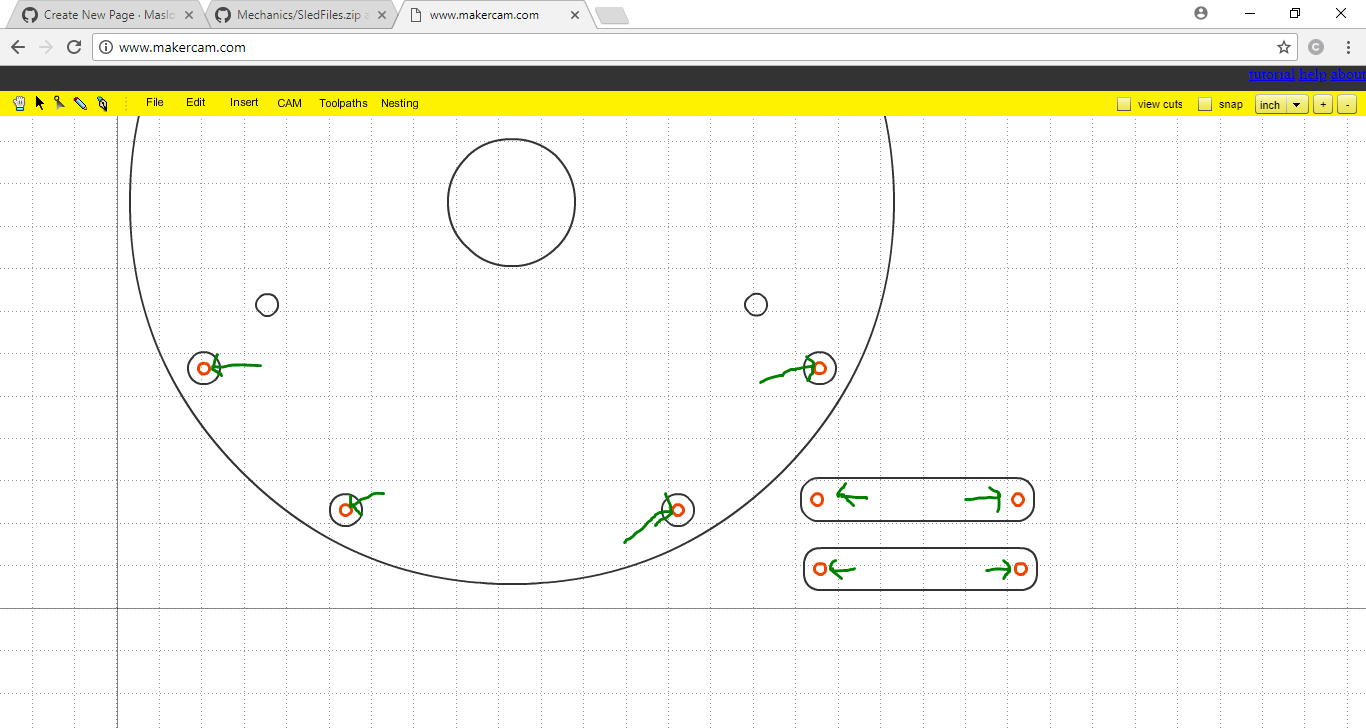 Create New Page · Maslo
Mechanics/SledFiles.zip a
www.makercam.com
www.makercam.com
C
tutorial help about
File Edit Insert CAM Toolpaths Nesting view cuts snap inch + -